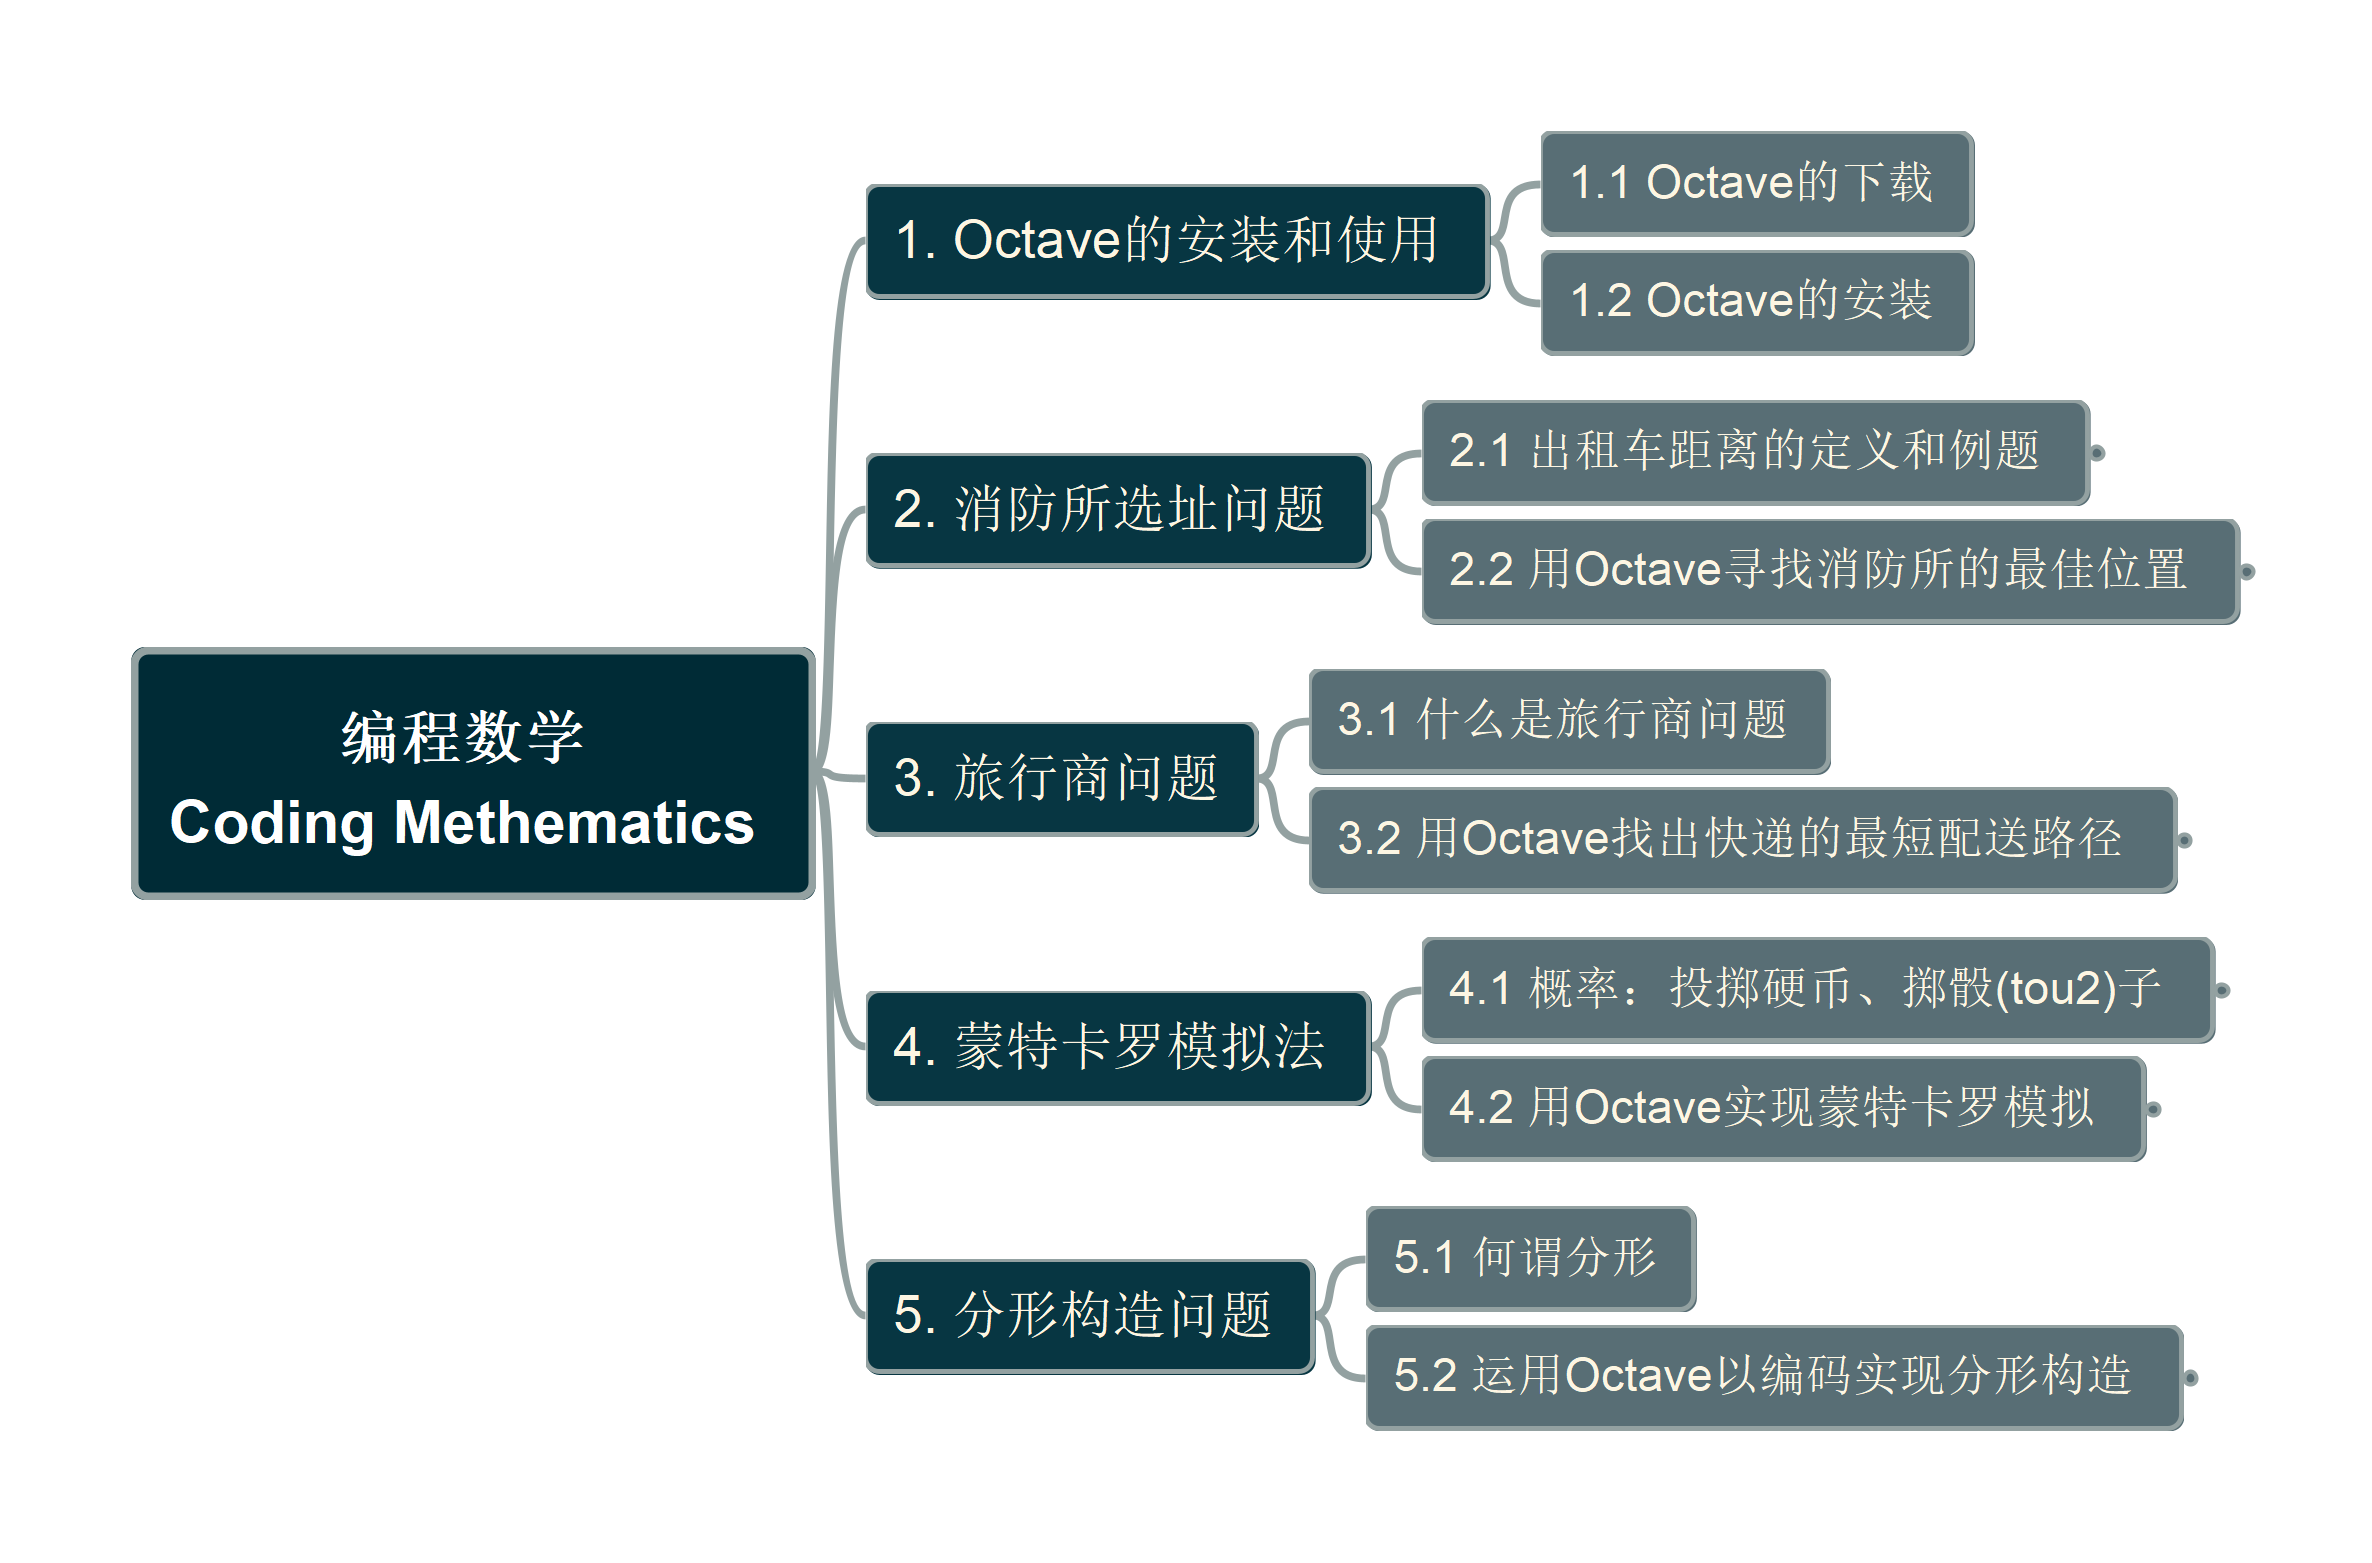 编程数学
Coding Methematics
1. Octave的安装和使用
1.1 Octave的下载
1.2 Octave的安装
2. 消防所选址问题
2.1 出租车距离的定义和例题
2.2 用Octave寻找消防所的最佳位置
3. 旅行商问题
3.1 什么是旅行商问题
3.2 用Octave找出快递的最短配送路径
4. 蒙特卡罗模拟法
4.1 概率：投掷硬币、掷骰(tou2)子
4.2 用Octave实现蒙特卡罗模拟
5. 分形构造问题
5.1 何谓分形
5.2 运用Octave以编码实现分形构造